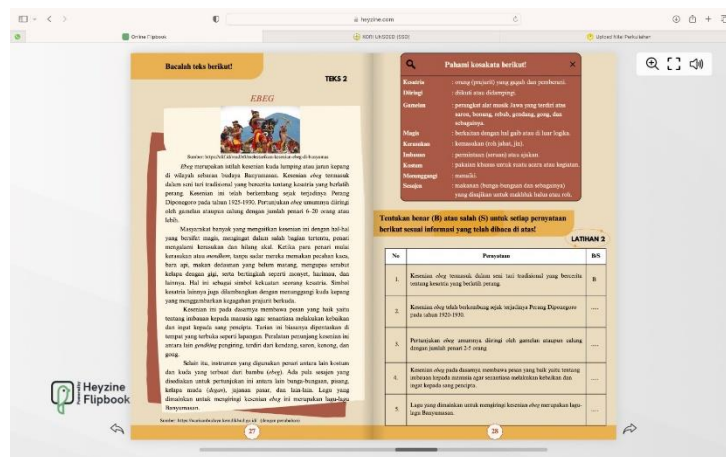 heyzine.com
Online Flipbook
Upload Nilai Perkuliahan
Bacalah teks berikut!
TEKS 2
EBEG
Ebeg merupakan istilah kesenian kuda lumping atau jaran kepang
di wilayah sebaran budaya Banyumasan. Kesenian ebeg termasuk
dalam seni tari tradisional yang bercerita tentang ksatria yang berlatih
perang. Kesenian ini telah berkembang sejak terjadinya Perang
Diponegoro pada tahun 1925-1930. Pertunjukan ebeg umumnya diiringi
oleh gamelan ataupun calung dengan jumlah penari 6-20 orang atau
lebih.
Masyarakat banyak yang mengaitkan kesenian ini dengan hal-hal
yang bersifat magis, mengingat dalam salah bagian tertentu, penari
mengalami kerasukan dan hilang akal. Ketika para penari mulai
kerasukan atau mendhem, tanpa sadar mereka memakan pecahan kaca,
bara api, makan dedaunan yang belum matang, mengupas serabut
kelapa dengan gigi, serta bertingkah seperti monyet, harimau, dan
lainnya. Hal ini sebagai simbol kekuatan seorang ksatria. Simbol
ksatria lainnya juga dilambangkan dengan menunggangi kuda kepang
yang menggambarkan kegagahan prajurit berkuda.
Kesenian ini pada dasarnya membawa pesan yang baik yaitu
tentang imbauan kepada manusia agar senantiasa melakukan kebaikan
dan ingat kepada sang pencipta. Tarian ini biasanya dipentaskan di
tempat yang terbuka seperti lapangan. Peralatan penunjang kesenian ini
antara lain gendhing pengiring, terdiri dari kendang, saron, kenong, dan
gong.
Selain itu, instrumen yang digunakan penari antara lain kostum
dan kuda yang terbuat dari bambu (ebeg). Ada pula sesajen yang
disediakan untuk pertunjukan ini antara lain bunga-bungaan, pisang,
kelapa muda (degan), jajanan pasar, dan lain-lain. Lagu yang
dimainkan untuk mengiringi kesenian ebeg ini merupakan lagu-lagu
Banyumasan.
27
Pahami kosakata berikut!
Ksatria : orang (prajurit) yang gagah dan pemberani.
Diiringi : diikuti atau didampingi.
Gamelan : perangkat alat musik Jawa yang terdiri atas
saron, bonang, rebab, gendang, gong, dan
sebagainya.
Magis : berkaitan dengan hal gaib atau di luar logika.
Kerasukan : kemasukan (roh jahat, jin).
Imbauan : permintaan (seruan) atau ajakan.
Kostum : pakaian khusus untuk suatu acara atau kegiatan.
Menunggangi : menaiki.
Sesajen : makanan (bunga-bungaan dan sebagainya)
yang disajikan untuk makhluk halus atau roh.
Tentukan benar (B) atau salah (S) untuk setiap pernyataan
berikut sesuai informasi yang telah dibaca di atas!
LATIHAN 2
No Pernyataan B/S
1. Kesenian ebeg termasuk dalam seni tari tradisional yang bercerita
tentang ksatria yang berlatih perang. B
2. Kesenian ebeg telah berkembang sejak terjadinya Perang Diponegoro
pada tahun 1920-1930. ....
3. Pertunjukan ebeg umumnya diiringi oleh gamelan ataupun calung
dengan jumlah penari 2-5 orang ....
4. Kesenian ebeg pada dasarnya membawa pesan yang baik yaitu tentang
imbauan kepada manusia agar senantiasa melakukan kebaikan dan
ingat kepada sang pencipta. ....
5. Lagu yang dimainkan untuk mengiringi kesenian ebeg merupakan lagu-
lagu Banyumasan. ....
28
Heyzine
Flipbook